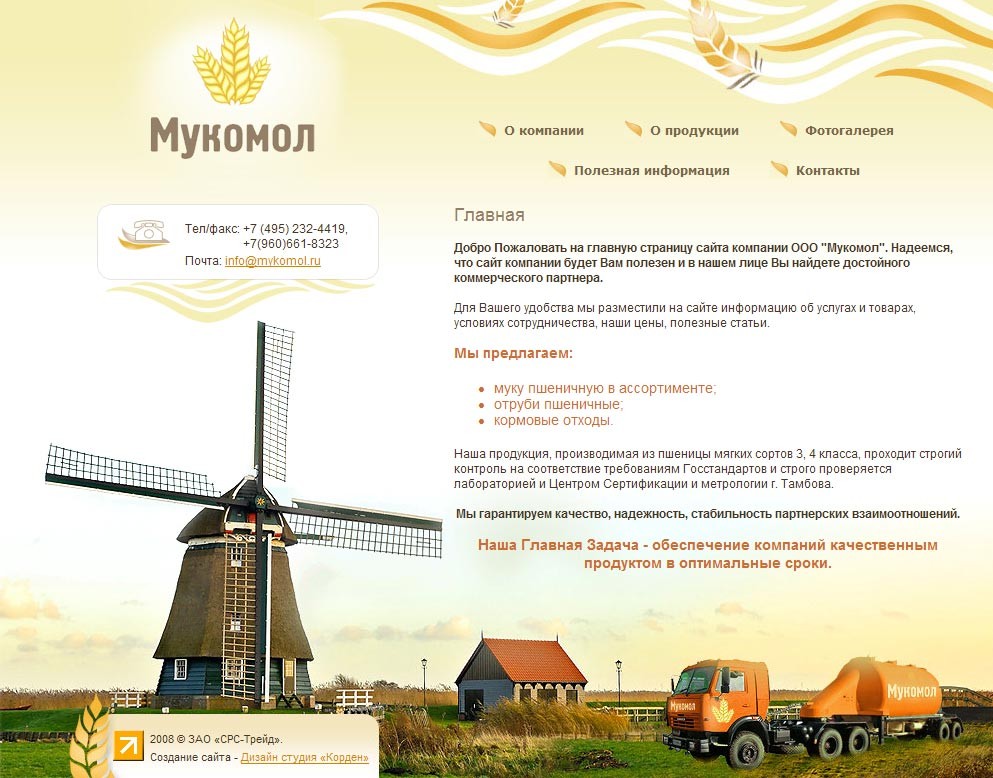 Мукомол
О компании
О продукции
Фотогалерея
Полезная информация
Контакты
Тел/факс: +7 (495) 232-4419,
+7(960)661-8323
Почта: info@mykomol.ru
Главная
Добро Пожаловать на главную страницу сайта компании ООО "Мукомол". Надеемся,
что сайт компании будет Вам полезен и в нашем лице Вы найдете достойного
коммерческого партнера.
Для Вашего удобства мы разместили на сайте информацию об услугах и товарах,
условиях сотрудничества, наши цены, полезные статьи.
Мы предлагаем:
муку пшеничную в ассортименте;
отруби пшеничные;
кормовые отходы.
Наша продукция, производимая из пшеницы мягких сортов 3, 4 класса, проходит строгий
контроль на соответствие требованиям Госстандартов и строго проверяется
лабораторией и Центром Сертификации и метрологии г. Тамбова.
Мы гарантируем качество, надежность, стабильность партнерских взаимоотношений.
Наша Главная Задача - обеспечение компаний качественным
продуктом в оптимальные сроки.
Мукомол
Мукомол
2008 © ЗАО «СРС-Трейд».
Создание сайта - Дизайн студия «Корден»